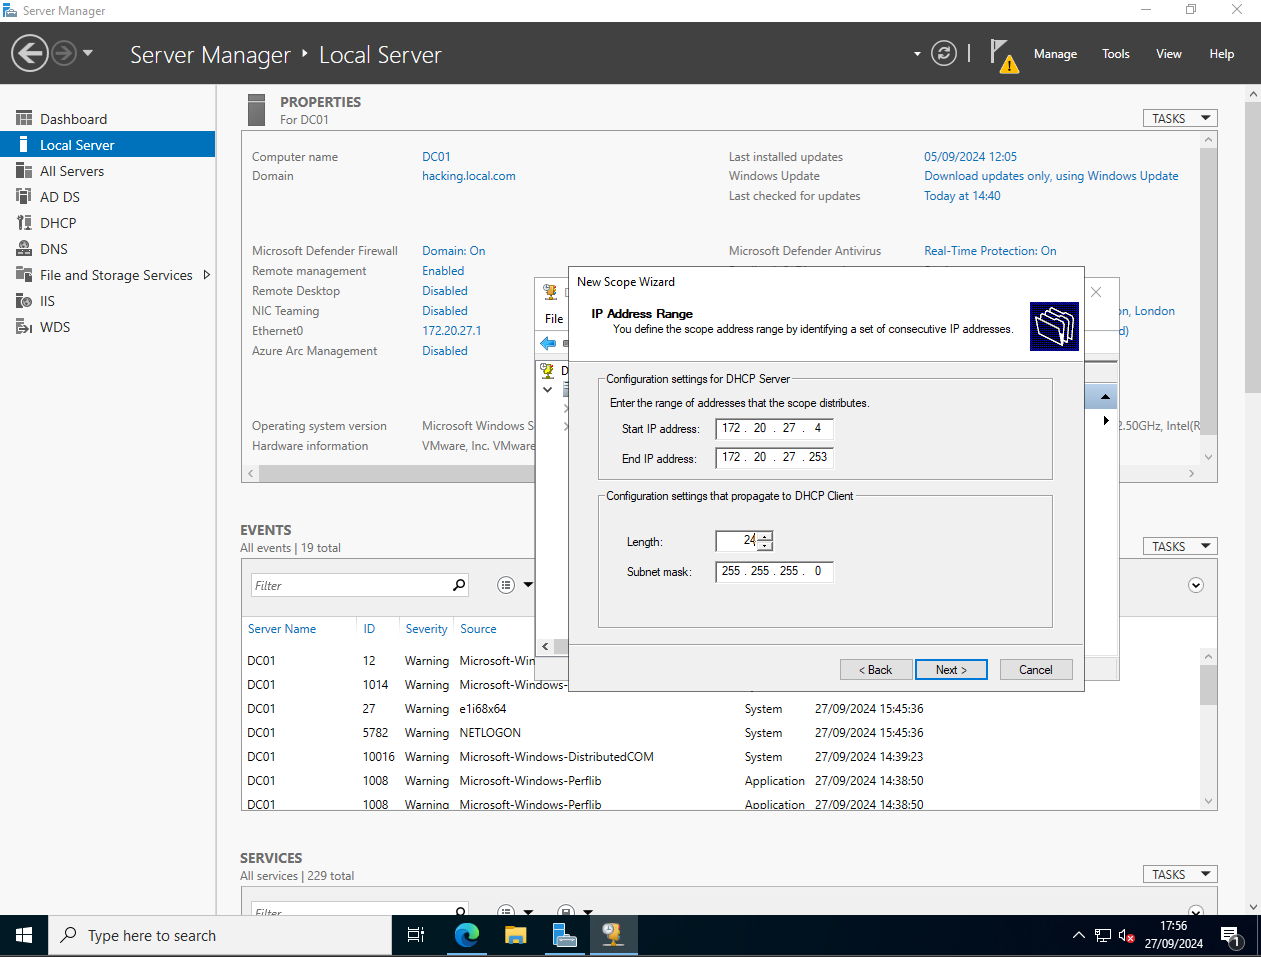 Server Manager
Server Manager ‣ Local Server
Manage Tools View Help
Dashboard
Local Server
All Servers
AD DS
DHCP
DNS
File and Storage Services
IIS
WDS
PROPERTIES
For DC01
TASKS
Computer name DC01
Domain hacking.local.com
Last installed updates 05/09/2024 12:05
Windows Update Download updates only, using Windows Update
Last checked for updates Today at 14:40
Microsoft Defender Firewall Domain: On
Remote management Enabled
Remote Desktop Disabled
NIC Teaming Disabled
Ethernet0 172.20.27.1
Azure Arc Management Disabled
Microsoft Defender Antivirus Real-Time Protection: On
n, London
d)
Operating system version Microsoft Windows S
Hardware information VMware, Inc. VMware
2.50GHz, Intel(R
File
New Scope Wizard
IP Address Range
You define the scope address range by identifying a set of consecutive IP addresses.
Configuration settings for DHCP Server
Enter the range of addresses that the scope distributes.
Start IP address: 172 . 20 . 27 . 4
End IP address: 172 . 20 . 27 . 253
Configuration settings that propagate to DHCP Client
Length: 24
Subnet mask: 255 . 255 . 255 . 0
< Back Next > Cancel
EVENTS
All events | 19 total
TASKS
Filter
Server Name ID Severity Source
DC01 12 Warning Microsoft-Win
DC01 1014 Warning Microsoft-Windows-
DC01 27 Warning e1i68x64 System 27/09/2024 15:45:36
DC01 5782 Warning NETLOGON System 27/09/2024 15:45:36
DC01 10016 Warning Microsoft-Windows-DistributedCOM System 27/09/2024 14:39:23
DC01 1008 Warning Microsoft-Windows-Perflib Application 27/09/2024 14:38:50
DC01 1008 Warning Microsoft-Windows-Perflib Application 27/09/2024 14:38:50
SERVICES
All services | 229 total
TASKS
Filter
Type here to search
17:56
27/09/2024
1